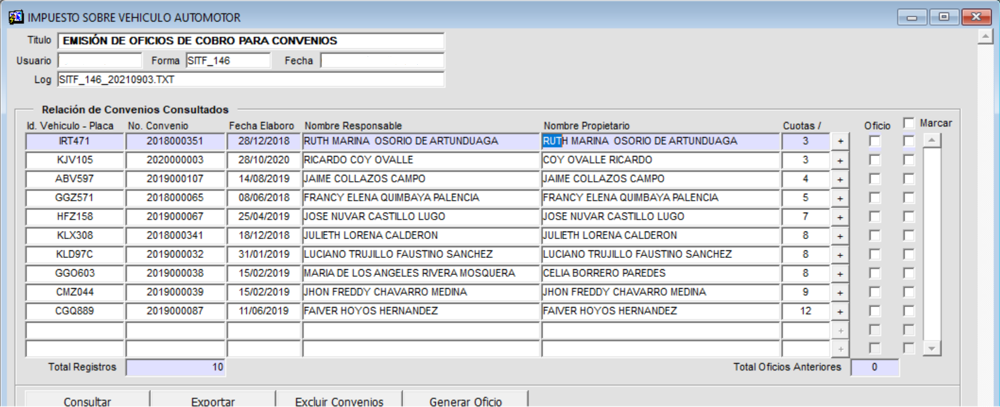 IMPUESTO SOBRE VEHICULO AUTOMOTOR
Titulo EMISIÓN DE OFICIOS DE COBRO PARA CONVENIOS
Usuario Forma SITF_146 Fecha
Log SITF_146_20210903.TXT
Relación de Convenios Consultados
Id. Vehiculo - Placa No. Convenio Fecha Elaboro Nombre Responsable Nombre Propietario Cuotas / Oficio Marcar
IRT471 2018000351 28/12/2018 RUTH MARINA OSORIO DE ARTUNDUAGA RUTH MARINA OSORIO DE ARTUNDUAGA 3 +
KJV105 2020000003 28/10/2020 RICARDO COY OVALLE COY OVALLE RICARDO 3 +
ABV597 2019000107 14/08/2019 JAIME COLLAZOS CAMPO JAIME COLLAZOS CAMPO 4 +
GGZ571 2018000065 08/06/2018 FRANCY ELENA QUIMBAYA PALENCIA FRANCY ELENA QUIMBAYA PALENCIA 5 +
HFZ158 2019000067 25/04/2019 JOSE NUVAR CASTILLO LUGO JOSE NUVAR CASTILLO LUGO 7 +
KLX308 2018000341 18/12/2018 JULIETH LORENA CALDERON JULIETH LORENA CALDERON 8 +
KLD97C 2019000032 31/01/2019 LUCIANO TRUJILLO FAUSTINO SANCHEZ LUCIANO TRUJILLO FAUSTINO SANCHEZ 8 +
GGO603 2019000038 15/02/2019 MARIA DE LOS ANGELES RIVERA MOSQUERA CELIA BORRERO PAREDES 8 +
CMZ044 2019000039 15/02/2019 JHON FREDDY CHAVARRO MEDINA JHON FREDDY CHAVARRO MEDINA 9 +
CGQ889 2019000087 11/06/2019 FAIVER HOYOS HERNANDEZ FAIVER HOYOS HERNANDEZ 12 +
+
+
Total Registros 10 Total Oficios Anteriores 0
Consultar Exportar Excluir Convenios Generar Oficio